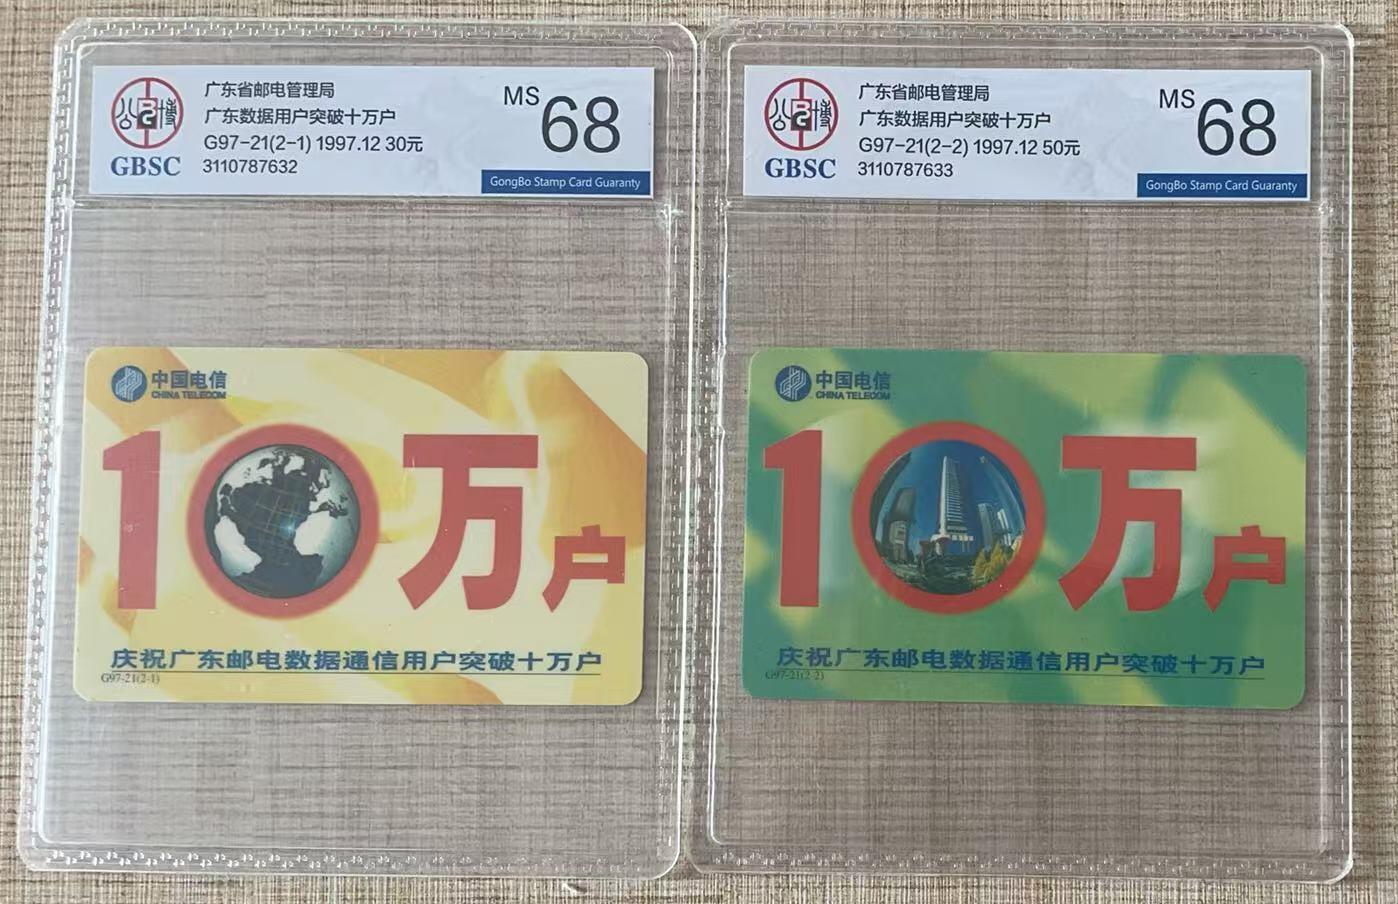 广东省邮电管理局
广东数据用户突破十万户
G97-21(2-1) 1997.12 30元
3110787632
MS 68
公博
BC
GBSC
GongBo Stamp Card Guaranty
中国电信
CHINA TELECOM
10万户
庆祝广东邮电数据通信用户突破十万户
G97-21(2-1)
广东省邮电管理局
广东数据用户突破十万户
G97-21(2-2) 1997.12 50元
3110787633
MS 68
公博
BC
GBSC
GongBo Stamp Card Guaranty
中国电信
CHINA TELECOM
10万户
庆祝广东邮电数据通信用户突破十万户
G97-21(2-2)